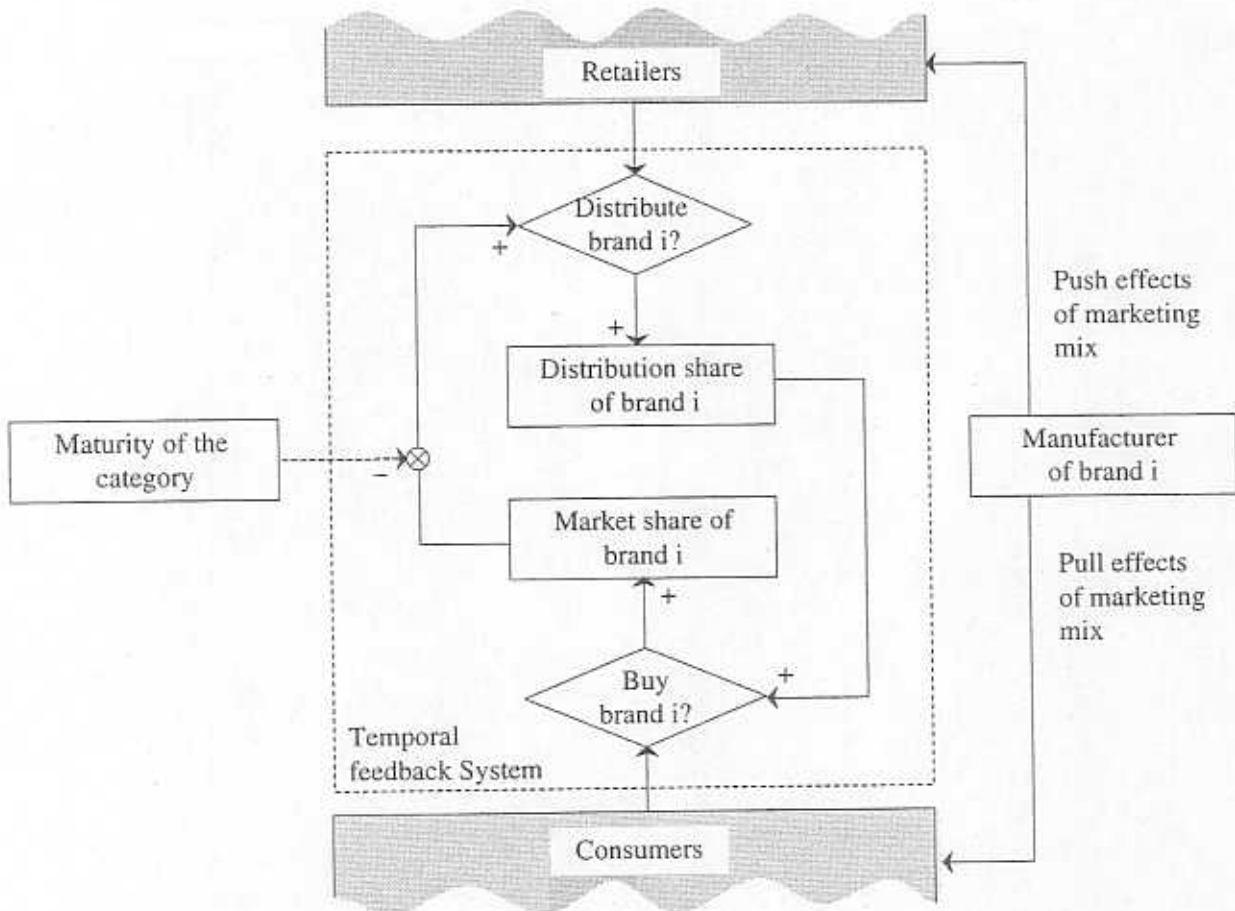 Retailers
Distribute
brand i?
+
+
Push effects
of marketing
mix
Distribution share
of brand i
Maturity of the
category
−
Manufacturer
of brand i
Market share of
brand i
+
Pull effects
of marketing
mix
Buy
brand i?
+
Temporal
feedback System
Consumers